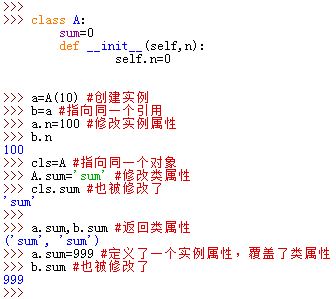 >>>
>>> class A:
        sum=0
        def __init__(self,n):
                self.n=0

>>> a=A(10) #创建实例
>>> b=a #指向同一个引用
>>> a.n=100 #修改实例属性
>>> b.n
100
>>> cls=A #指向同一个对象
>>> A.sum='sum' #修改类属性
>>> cls.sum #也被修改了
'sum'
>>>
>>> a.sum,b.sum #返回类属性
('sum', 'sum')
>>> a.sum=999 #定义了一个实例属性，覆盖了类属性
>>> b.sum #也被修改了
999
>>>